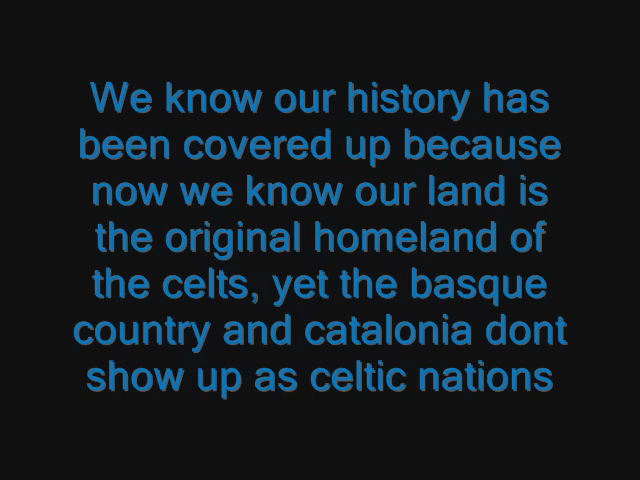 We know our history has
been covered up because
now we know our land is
the original homeland of
the celts, yet the basque
country and catalonia dont
show up as celtic nations